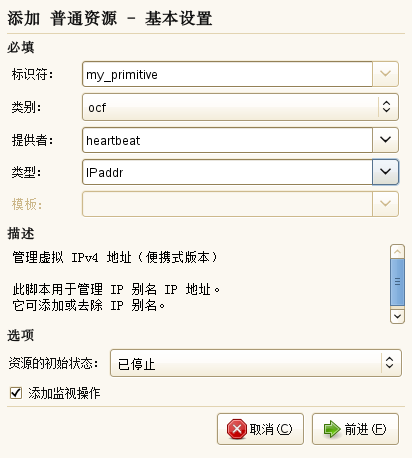 添加 普通资源 - 基本设置
必填
标识符: my_primitive
类别: ocf
提供者: heartbeat
类型: IPaddr
模板:
描述
管理虚拟 IPv4 地址（便携式版本）
此脚本用于管理 IP 别名 IP 地址。
它可添加或去除 IP 别名。
选项
资源的初始状态: 已停止
添加监视操作
取消(C) 前进(F)